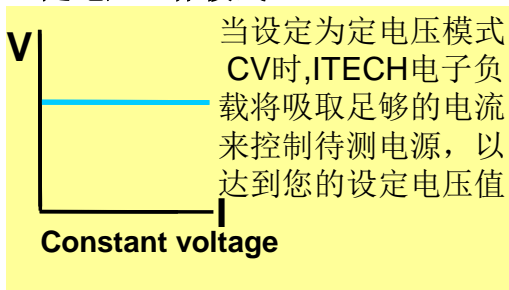 V
当设定为定电压模式
CV时,ITECH电子负
载将吸取足够的电流
来控制待测电源，以
达到您的设定电压值
I
Constant voltage